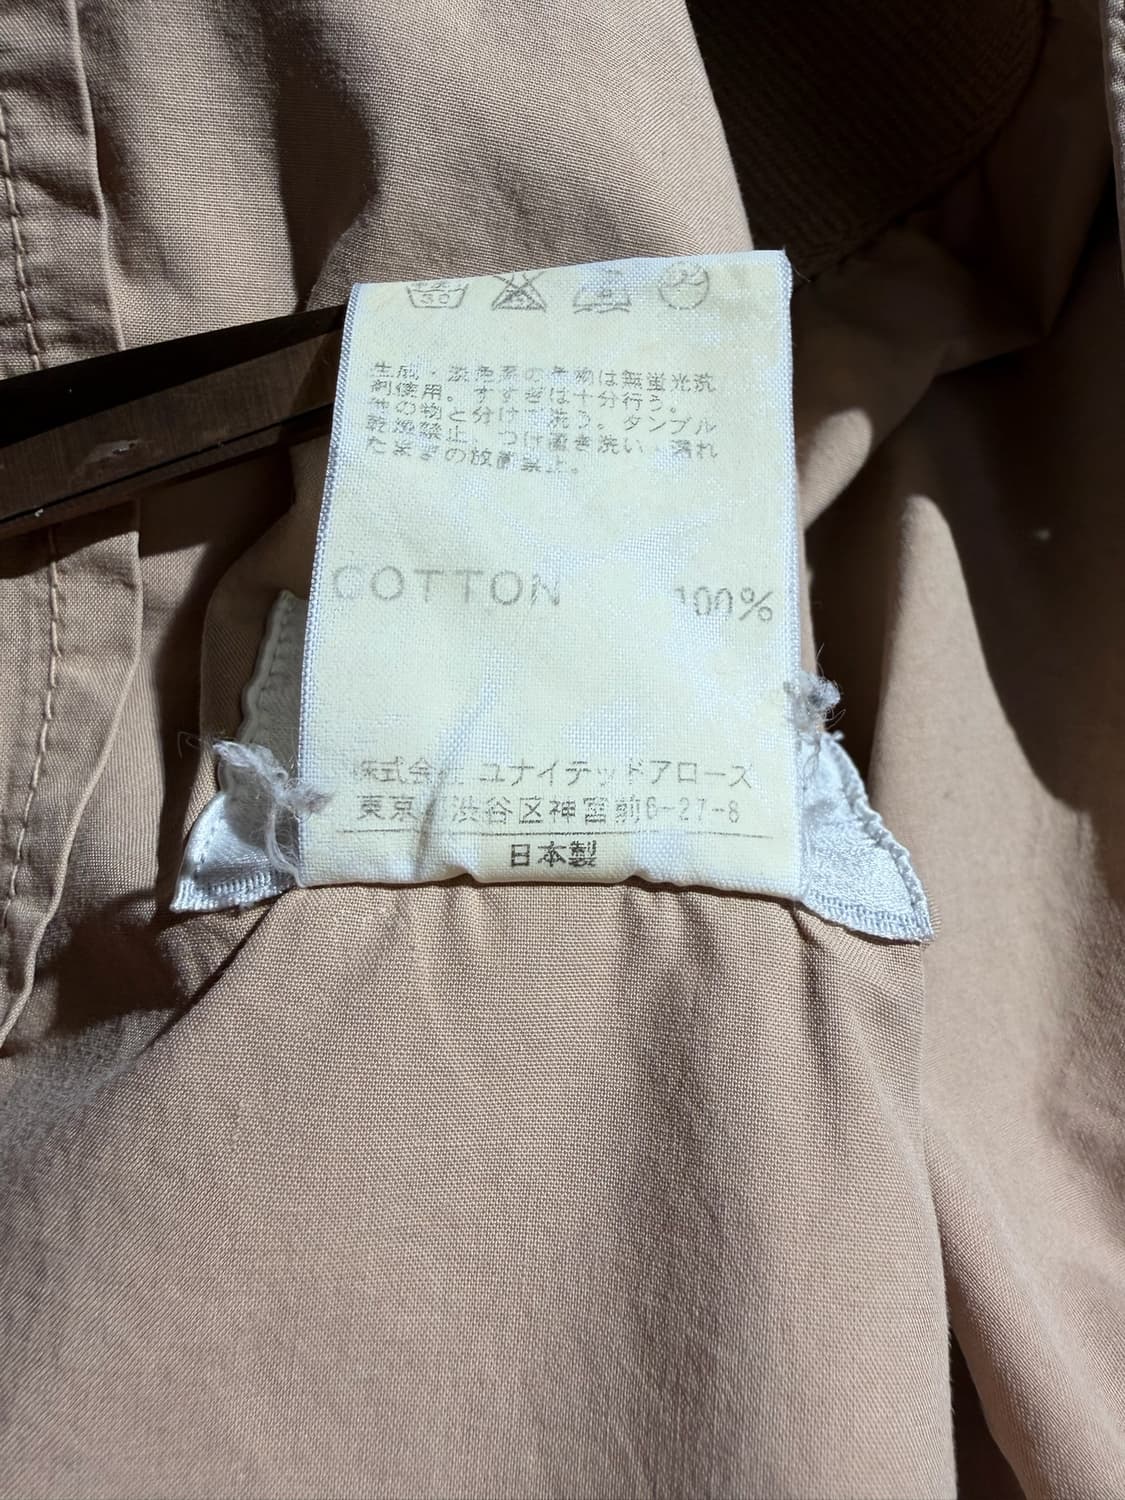 30
生成・淡色系の色物は無蛍光洗
剤使用。すすぎは十分行う。
他の物と分けて洗う。タンブル
乾燥禁止、つけ置き洗い、濡れ
たままの放置禁止。
COTTON 100%
株式会社 ユナイテッドアローズ
東京都渋谷区神宮前6-27-8
日本製